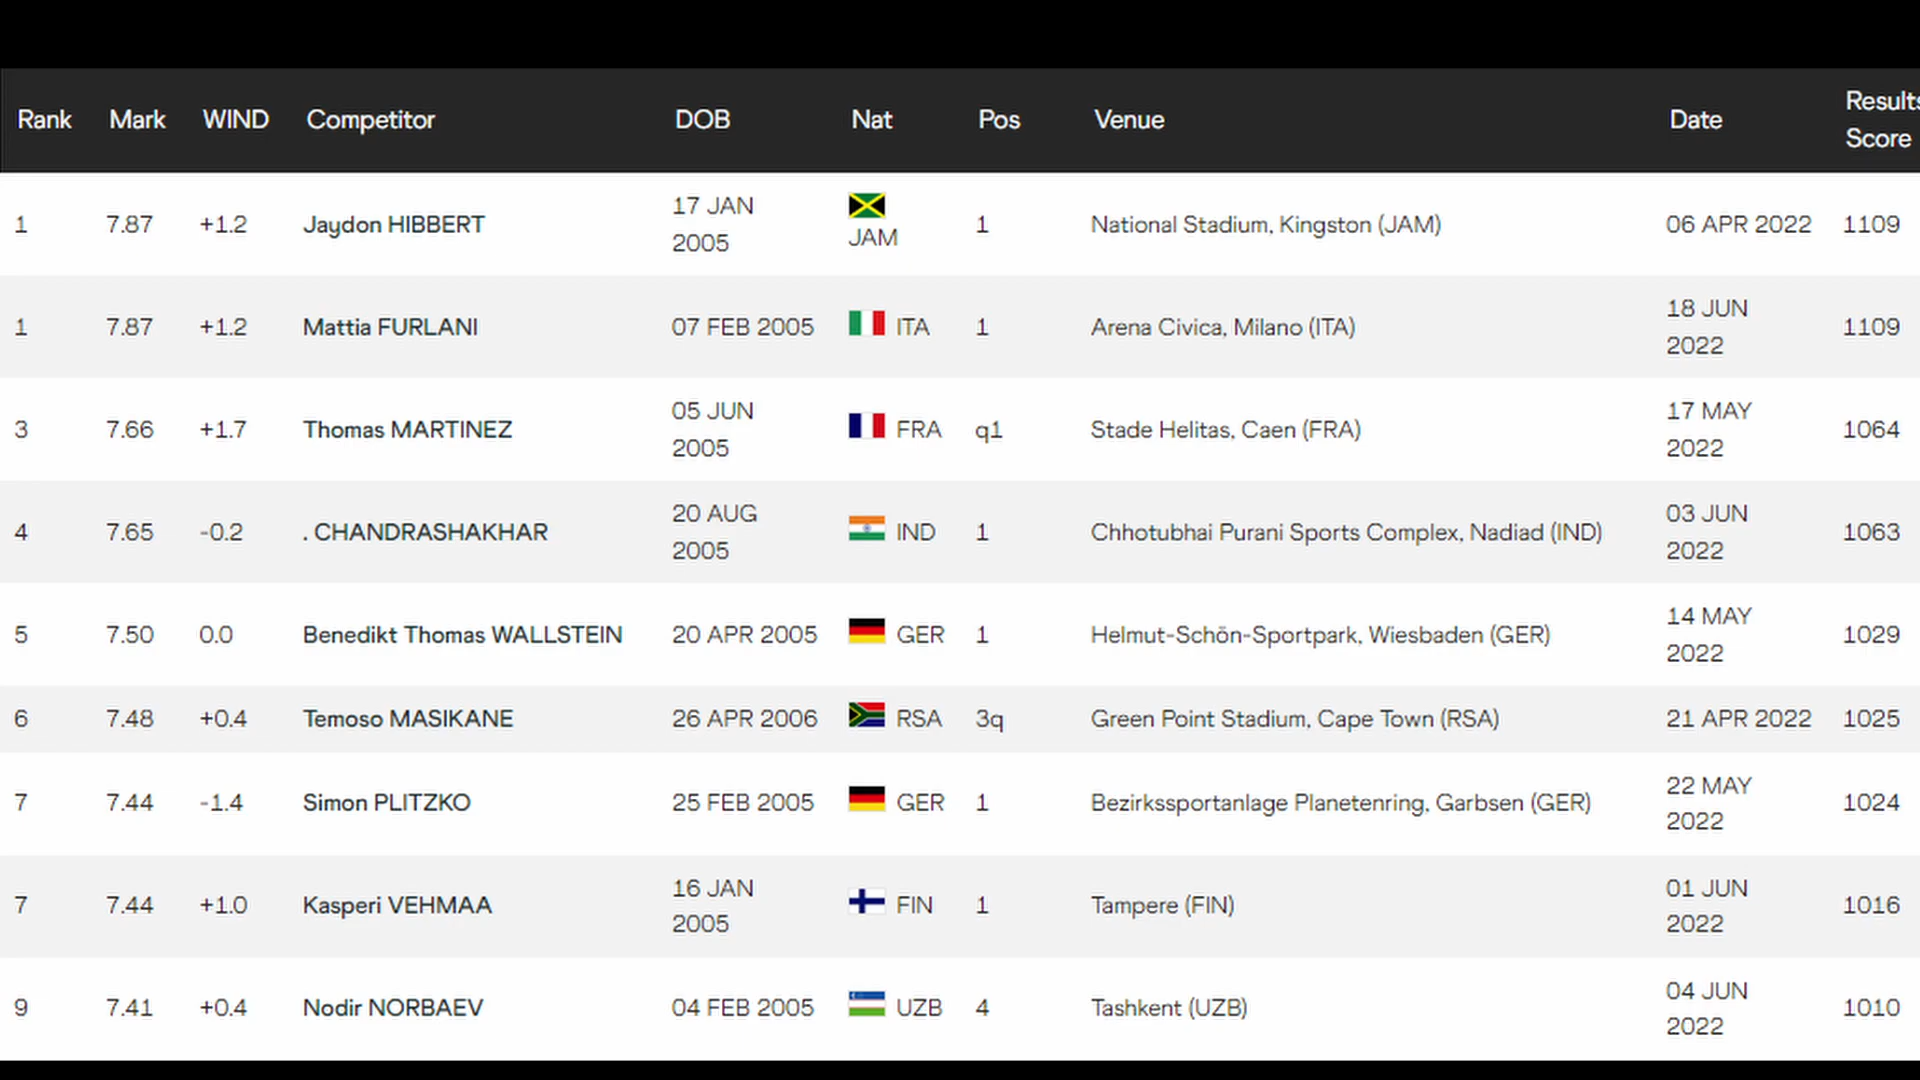 Rank Mark WIND Competitor DOB Nat Pos Venue Date Results Score
1 7.87 +1.2 Jaydon HIBBERT 17 JAN 2005 JAM 1 National Stadium, Kingston (JAM) 06 APR 2022 1109
1 7.87 +1.2 Mattia FURLANI 07 FEB 2005 ITA 1 Arena Civica, Milano (ITA) 18 JUN 2022 1109
3 7.66 +1.7 Thomas MARTINEZ 05 JUN 2005 FRA q1 Stade Helitas, Caen (FRA) 17 MAY 2022 1064
4 7.65 -0.2 . CHANDRASHAKHAR 20 AUG 2005 IND 1 Chhotubhai Purani Sports Complex, Nadiad (IND) 03 JUN 2022 1063
5 7.50 0.0 Benedikt Thomas WALLSTEIN 20 APR 2005 GER 1 Helmut-Schön-Sportpark, Wiesbaden (GER) 14 MAY 2022 1029
6 7.48 +0.4 Temoso MASIKANE 26 APR 2006 RSA 3q Green Point Stadium, Cape Town (RSA) 21 APR 2022 1025
7 7.44 -1.4 Simon PLITZKO 25 FEB 2005 GER 1 Bezirkssportanlage Planetenring, Garbsen (GER) 22 MAY 2022 1024
7 7.44 +1.0 Kasperi VEHMAA 16 JAN 2005 FIN 1 Tampere (FIN) 01 JUN 2022 1016
9 7.41 +0.4 Nodir NORBAEV 04 FEB 2005 UZB 4 Tashkent (UZB) 04 JUN 2022 1010